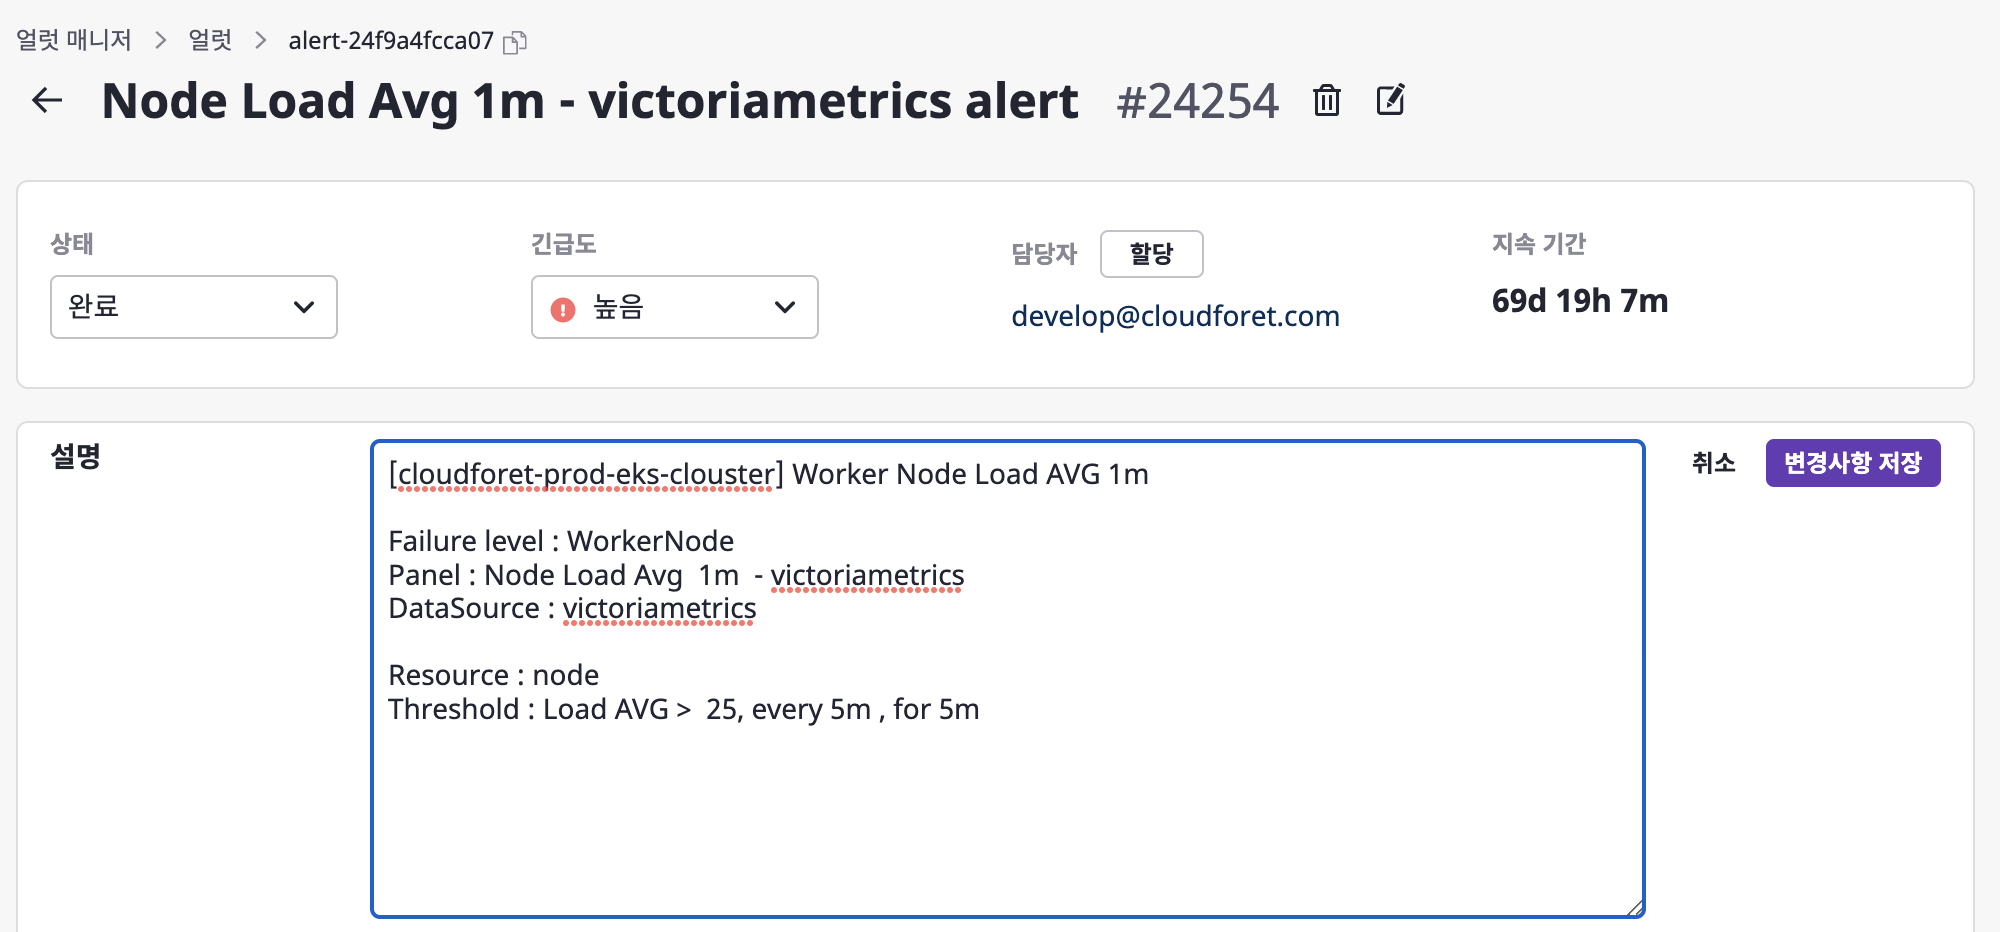 얼럿 매니저 > 얼럿 > alert-24f9a4fcca07
Node Load Avg 1m - victoriametrics alert #24254
상태
긴급도
담당자 할당
지속 기간
완료
높음
develop@cloudforet.com
69d 19h 7m
설명
[cloudforet-prod-eks-clouster] Worker Node Load AVG 1m
취소 변경사항 저장
Failure level : WorkerNode
Panel : Node Load Avg  1m  - victoriametrics
DataSource : victoriametrics
Resource : node
Threshold : Load AVG >  25, every 5m , for 5m